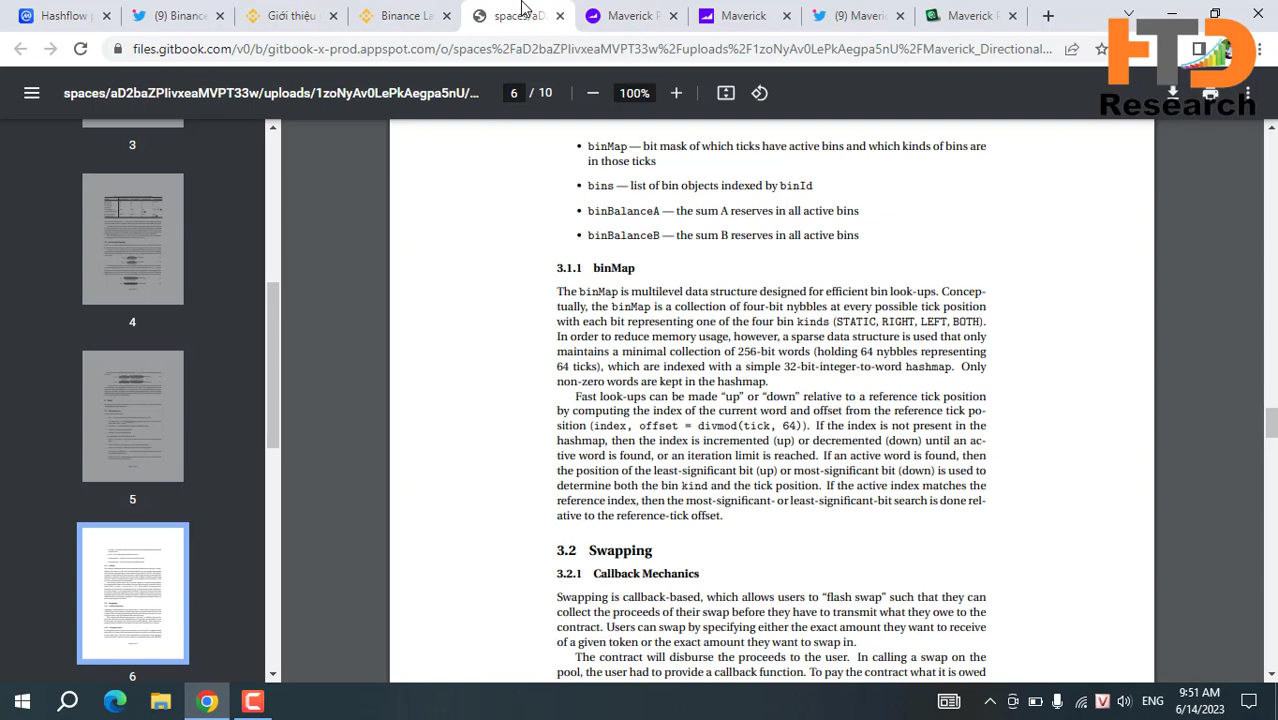 Hashflow
(9) Binanc
Giới thiệu
Binance La
spaces/aD
Maverick P
Maverick
(9) Mave
Maverick P
files.gitbook.com/v0/b/gitbook-x-prod.appspot.com/o/spaces%2FaD2baZPIivxeaMVPT33w%2Fuploads%2F1zoNyAv0LePkAegpa5nU%2FMaverick_Directional...
HTD
Research
spaces/aD2baZPIivxeaMVPT33w/uploads/1zoNyAv0LePkAegpa5nU/...
6 / 10
100%
3
4
5
6
• binMap — bit mask of which ticks have active bins and which kinds of bins are
in those ticks
• bins — list of bin objects indexed by binId
• binBalanceA — the sum A reserves in all active bins
• binBalanceB — the sum B reserves in all active bins
3.1.1 binMap
The binMap is multilevel data structure designed for efficient bin look-ups. Concep-
tually, the binMap is a collection of four-bit nybbles at every possible tick position
with each bit representing one of the four bin kinds (STATIC, RIGHT, LEFT, BOTH).
In order to reduce memory usage, however, a sparse data structure is used that only
maintains a minimal collection of 256-bit words (holding 64 nybbles representing
64 ticks), which are indexed with a simple 32-bit-integer-to-word hashmap. Only
non-zero words are kept in the hashmap.
Fast look-ups can be made “up” or “down” relative to a reference tick position
by computing the index of the current word and offset from the reference tick po-
sition (index, offset = divmod(tick, 64)). If the index is not present in the
hashmap, then the index is incremented (up) or decremented (down) until an ac-
tive word is found, or an iteration limit is reached. If an active word is found, then
the position of the least-significant bit (up) or most-significant bit (down) is used to
determine both the bin kind and the tick position. If the active index matches the
reference index, then the most-significant- or least-significant-bit search is done rel-
ative to the reference-tick offset.
3.2 Swapping
3.2.1 Callback Mechanics
Swapping is callback-based, which allows users to “flash swap” such that they can
collect the proceeds of their swap before they have to transmit what they owe to the
contract. Users can swap by specifying either the exact amount they want to receive
of a given token or the exact amount they want to swap in.
The contract will disburse the proceeds to the user. In calling a swap on the
pool, the user had to provide a callback function. To pay the contract what it is owed
ENG
9:51 AM
6/14/2023